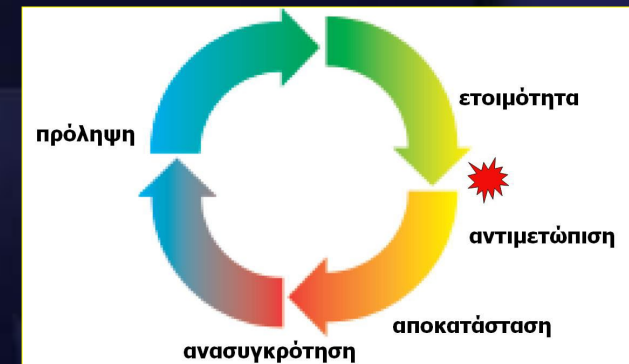 ετοιμότητα
πρόληψη
αντιμετώπιση
αποκατάσταση
ανασυγκρότηση